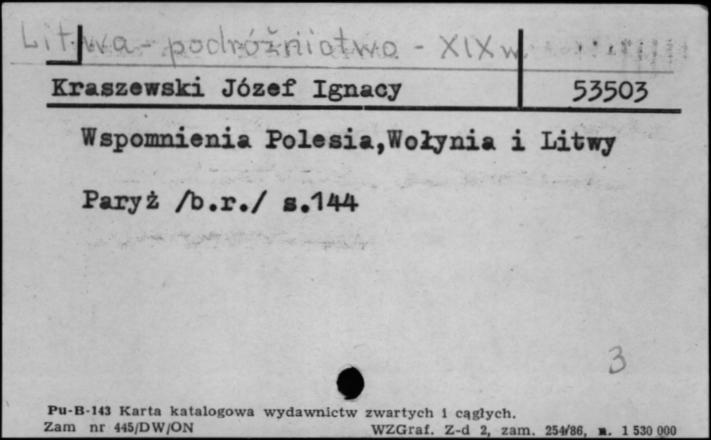 Litwa - podróżnictwo - XIX w.
Kraszewski Józef Ignacy 53503
Wspomnienia Polesia,Wołynia i Litwy
Paryż /b.r./ s.144
3
Pu-B-143 Karta katalogowa wydawnictw zwartych i ciągłych.
Zam nr 445/DW/ON WZGraf. Z-d 2, zam. 254/86, n. 1 530 000